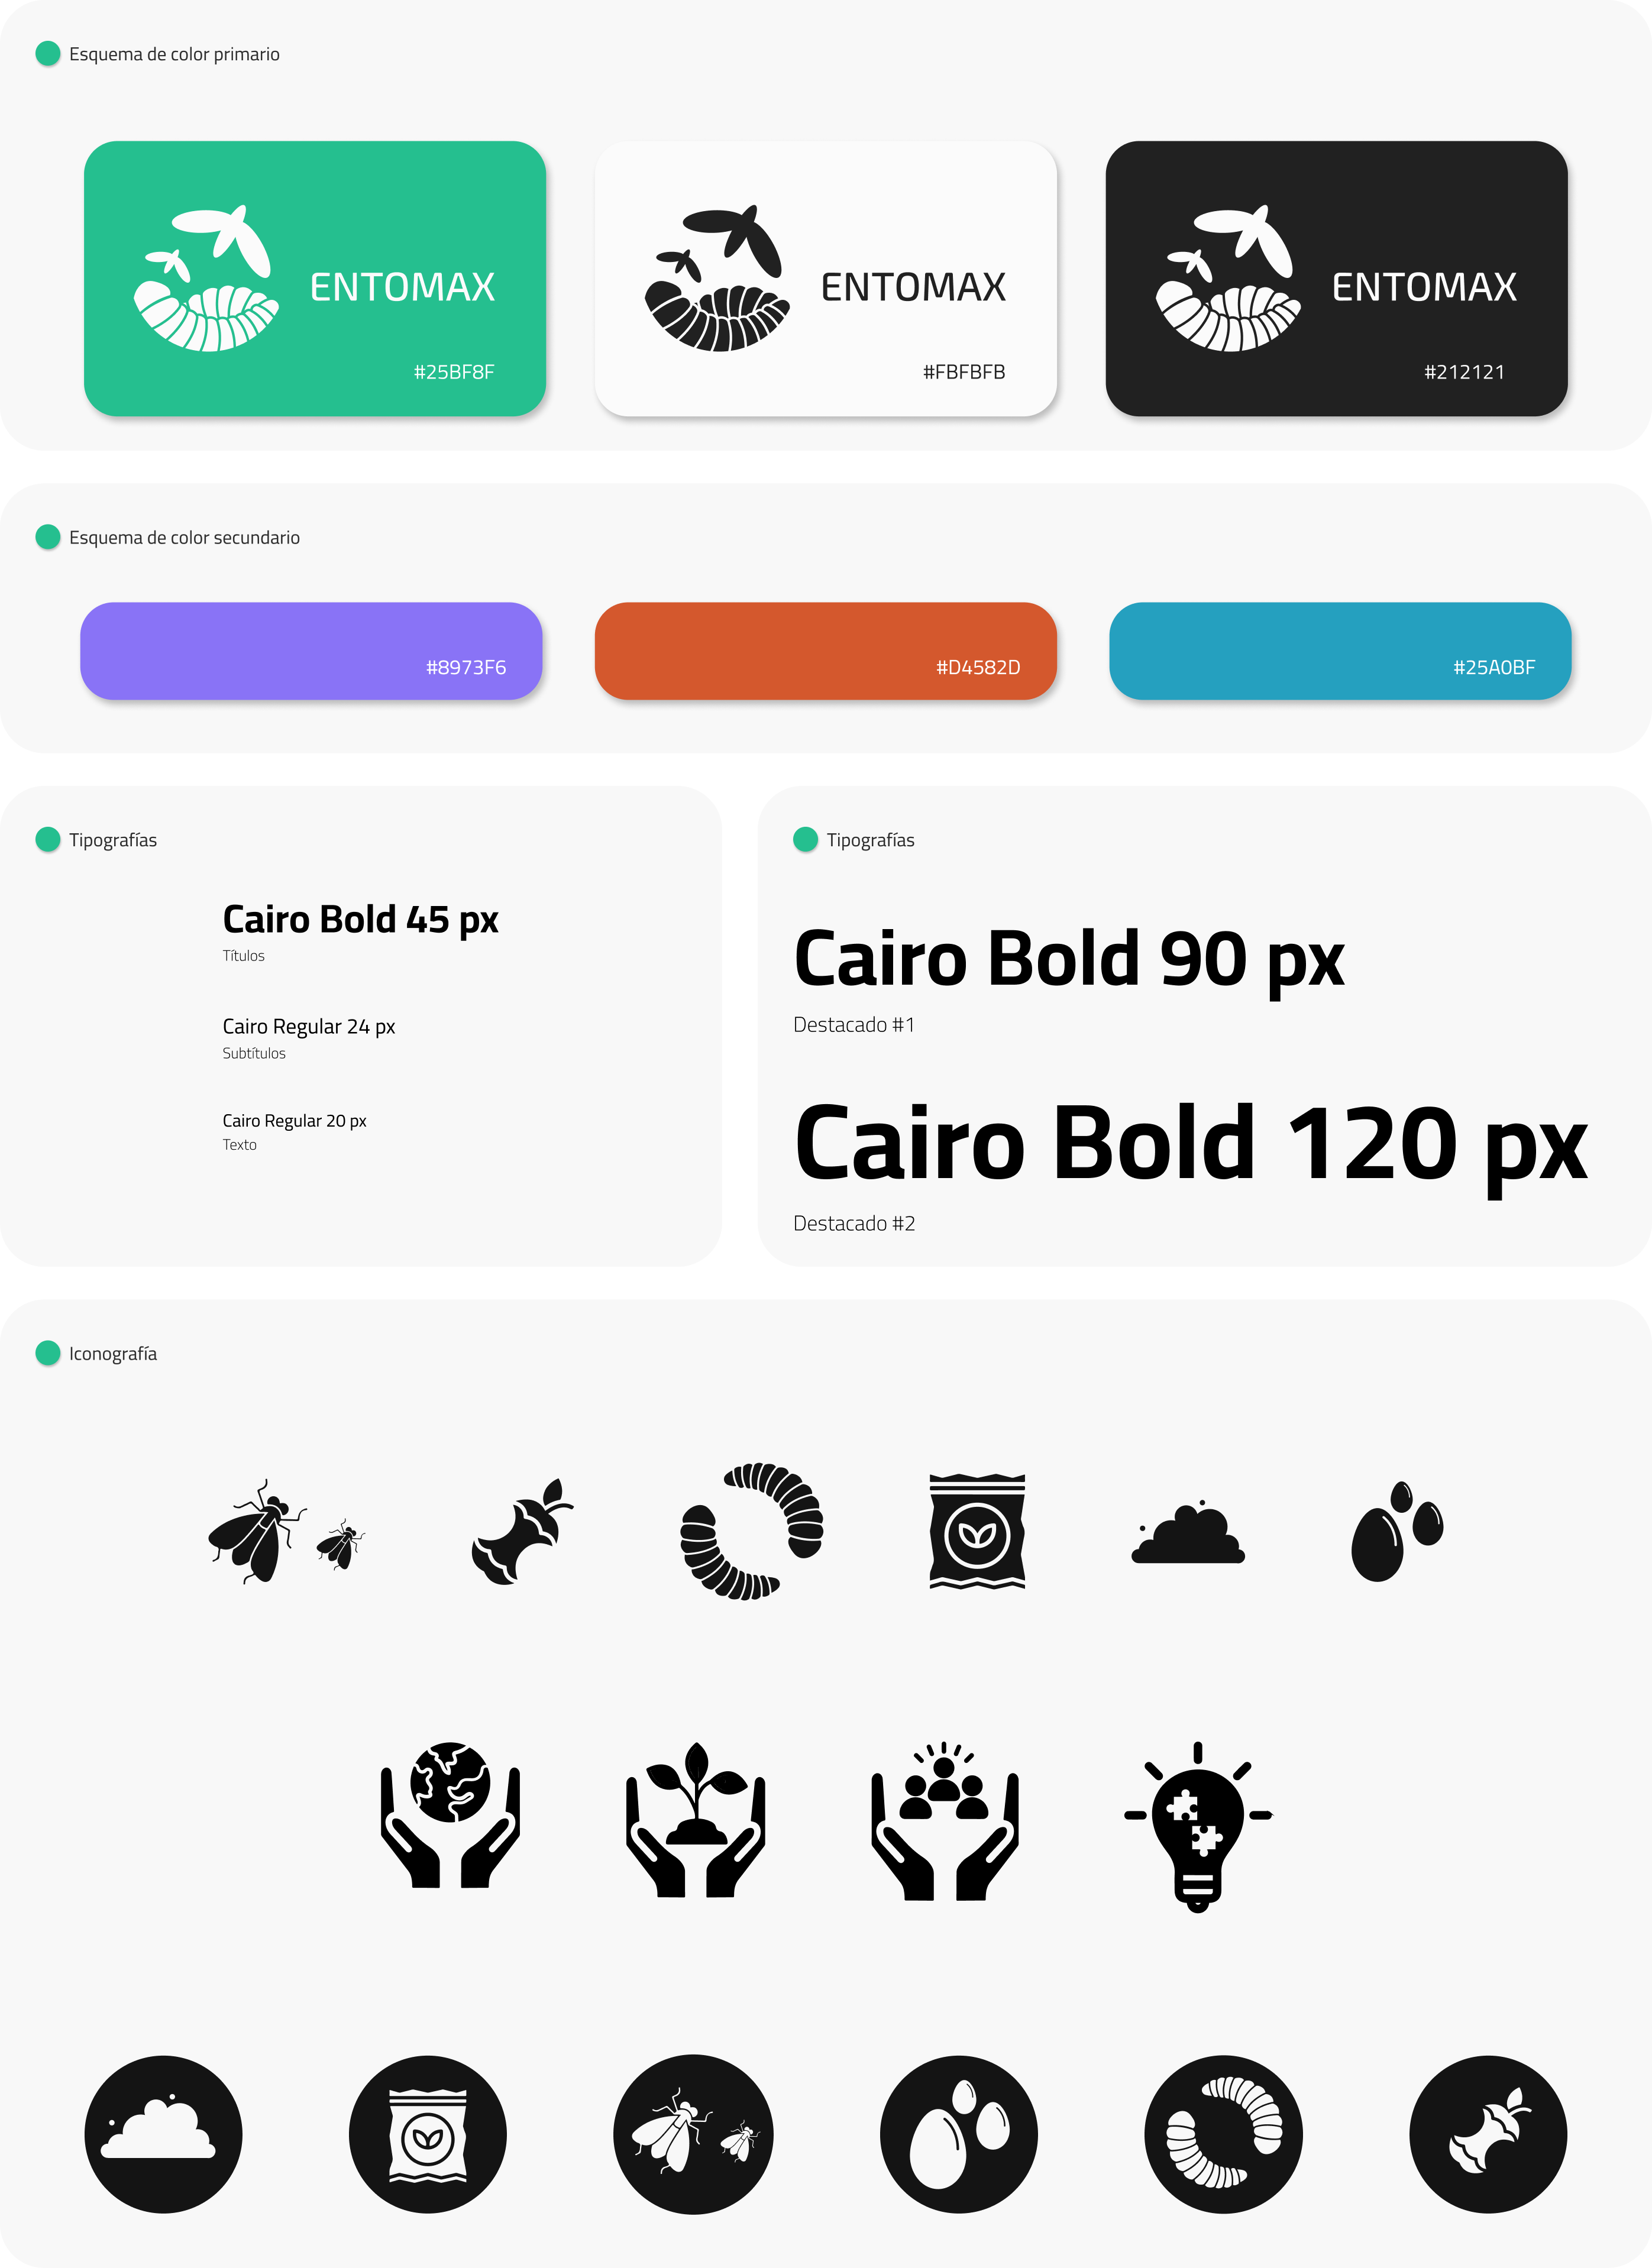 Esquema de color primario
ENTOMAX
#25BF8F
ENTOMAX
#FBFBFB
ENTOMAX
#212121
Esquema de color secundario
#8973F6
#D4582D
#25A0BF
Tipografías
Cairo Bold 45 px
Títulos
Cairo Regular 24 px
Subtítulos
Cairo Regular 20 px
Texto
Tipografías
Cairo Bold 90 px
Destacado #1
Cairo Bold 120 px
Destacado #2
Iconografía